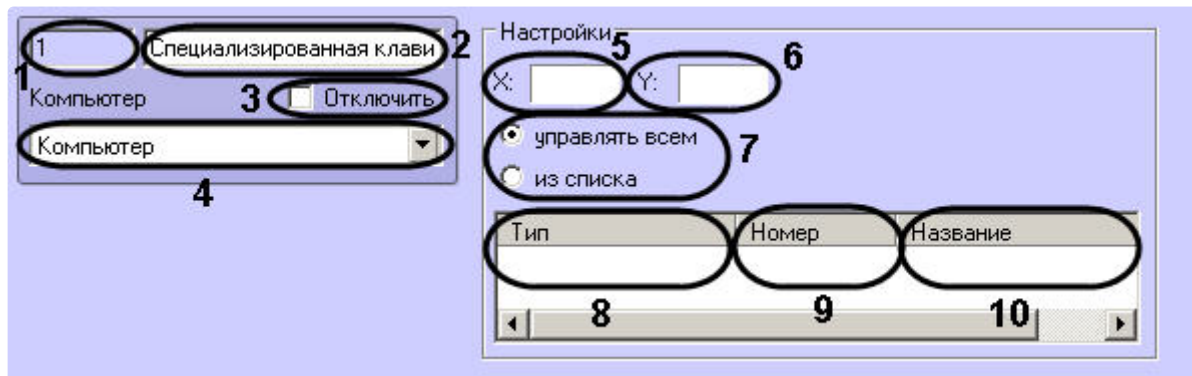 1 Специализированная клави 2
1
Компьютер 3 Отключить
Компьютер
4
Настройки
5 6
X: Y:
управлять всем
7
из списка
Тип Номер Название
8 9 10